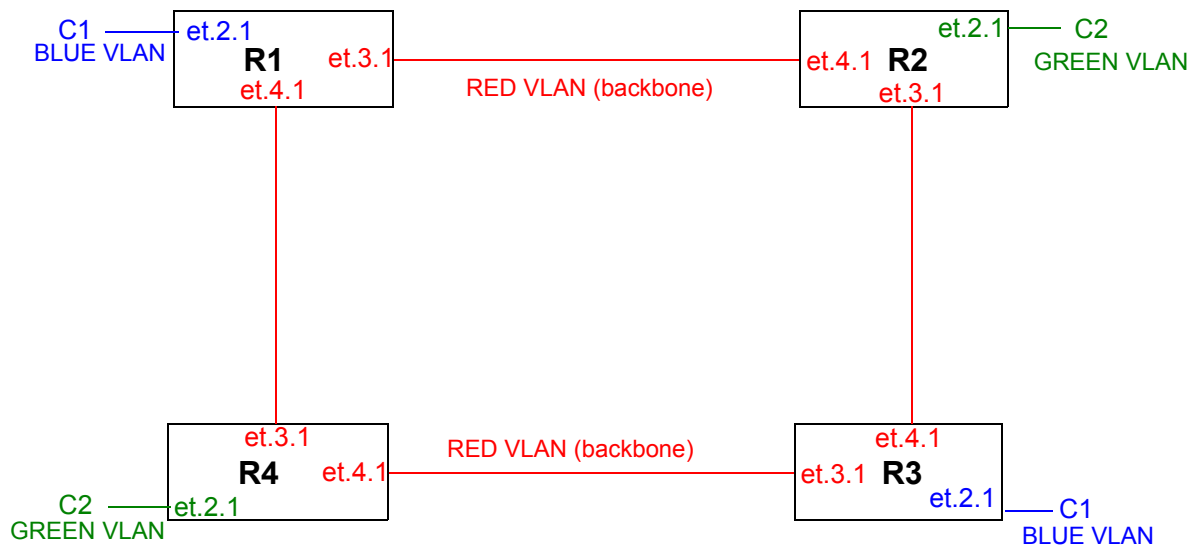 C1
BLUE VLAN
et.2.1
R1
et.3.1
et.4.1
RED VLAN (backbone)
et.4.1
R2
et.2.1
et.3.1
C2
GREEN VLAN
et.3.1
R4
et.4.1
et.2.1
C2
GREEN VLAN
RED VLAN (backbone)
et.4.1
et.3.1
R3
et.2.1
C1
BLUE VLAN